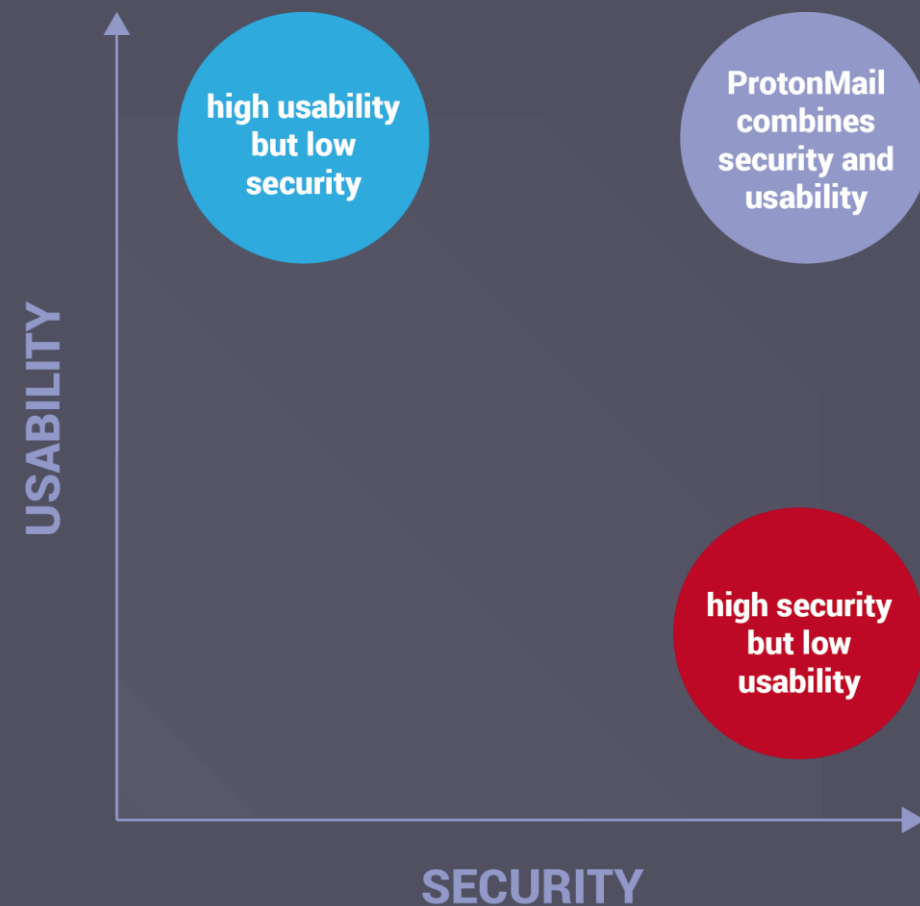 high usability
but low
security
ProtonMail
combines
security and
usability
USABILITY
high security
but low
usability
SECURITY